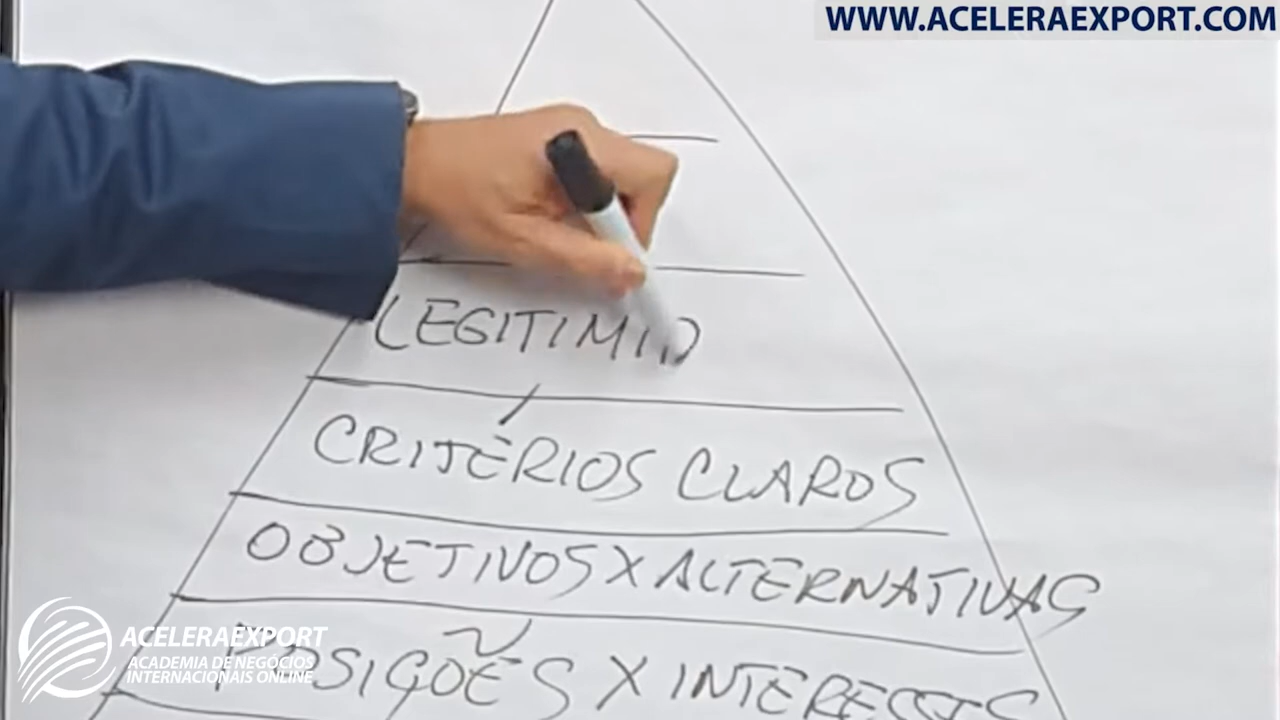 WWW.ACELERAEXPORT.COM
LEGITIMID
CRITÉRIOS CLAROS
OBJETIVOS X ALTERNATIVAS
POSIÇÕES X INTERESSES
ACELERAEXPORT
ACADEMIA DE NEGÓCIOS
INTERNACIONAIS ONLINE